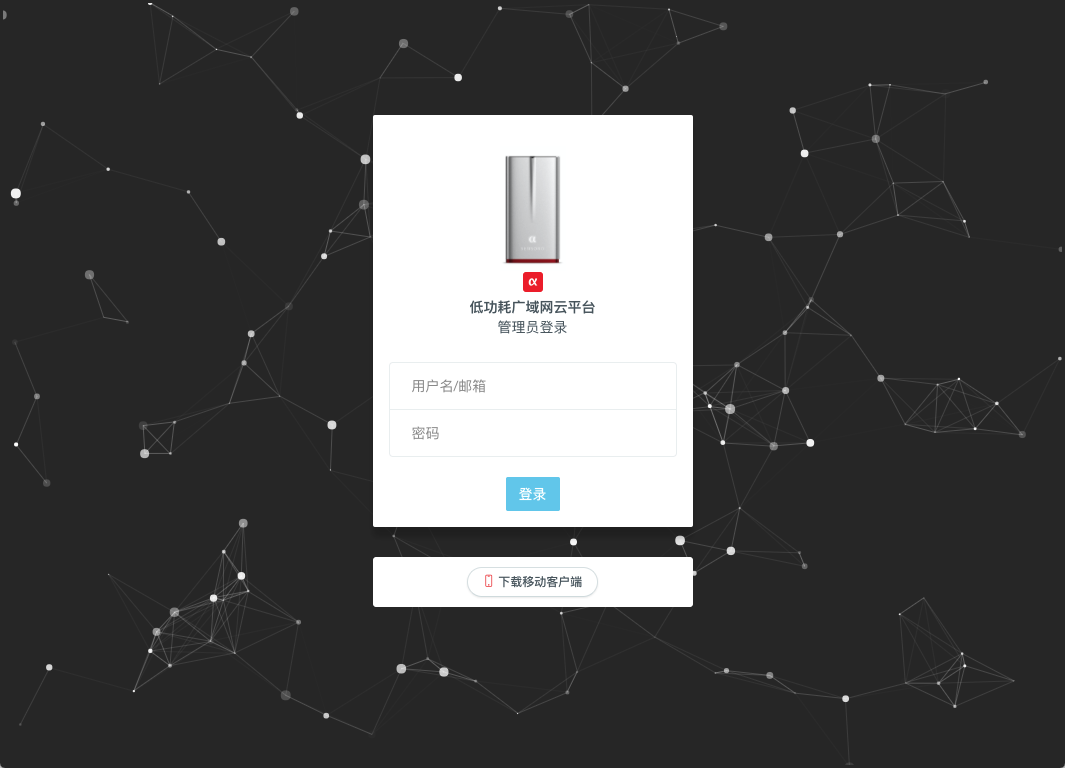 α
α
低功耗广域网云平台
管理员登录
用户名/邮箱
密码
登录
下载移动客户端